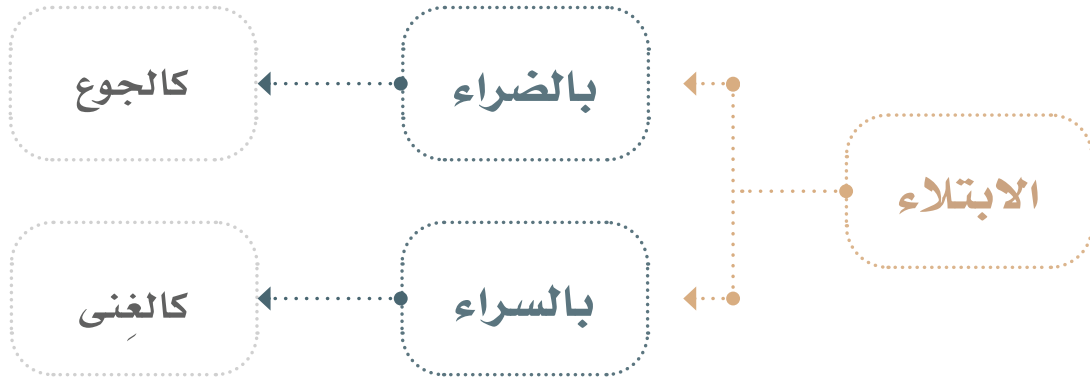 الابتلاء
بالضراء
كالجوع
بالسراء
كالغِنى